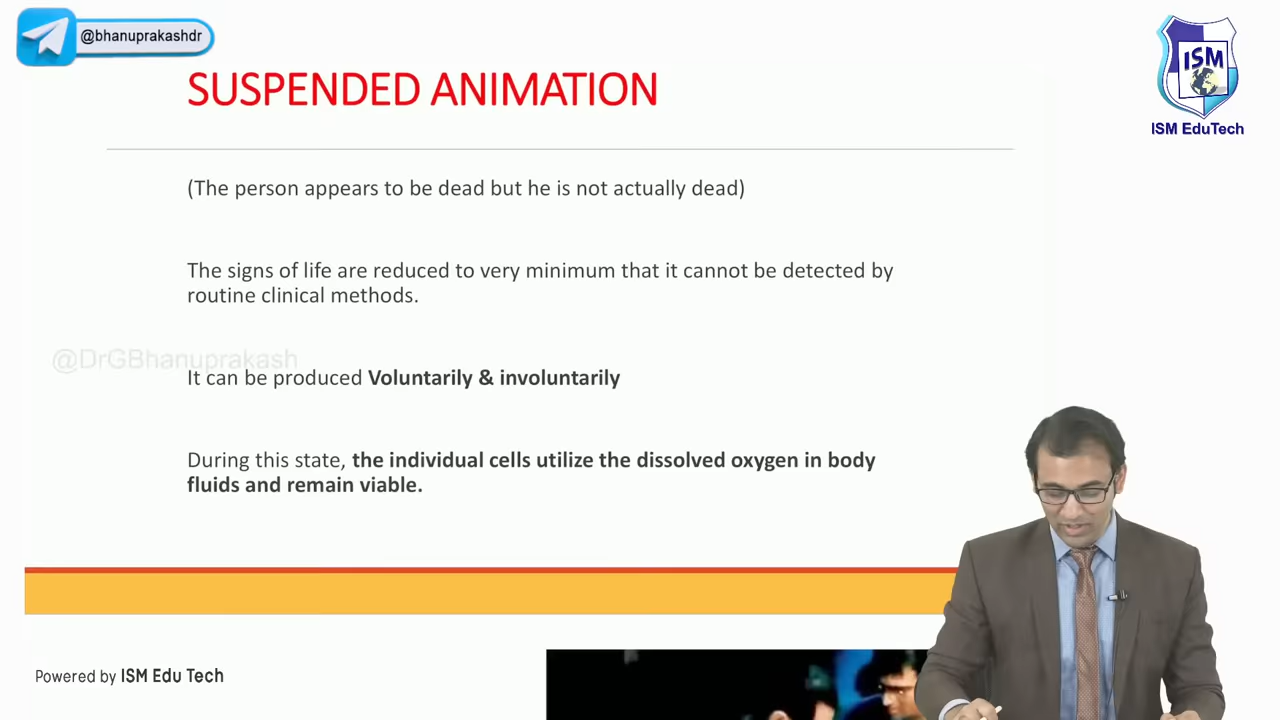 @bhanuprakashdr
ISM
ISM EduTech
SUSPENDED ANIMATION
(The person appears to be dead but he is not actually dead)
The signs of life are reduced to very minimum that it cannot be detected by
routine clinical methods.
@DrGBhanuprakash
It can be produced Voluntarily & involuntarily
During this state, the individual cells utilize the dissolved oxygen in body
fluids and remain viable.
Powered by ISM Edu Tech